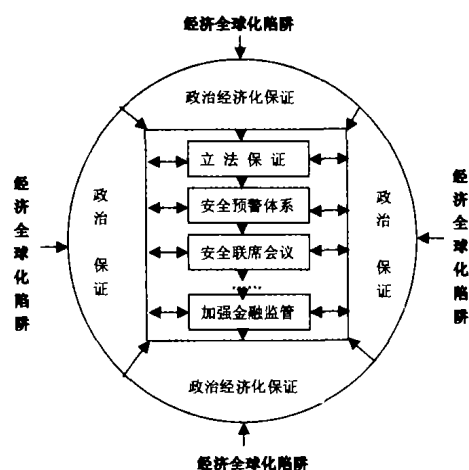 经济全球化陷阱
政治经济化保证
立法保证
安全预警体系
安全联席会议
......
加强金融监管
政治保证
政治保证
经济全球化陷阱
经济全球化陷阱
政治经济化保证
经济全球化陷阱